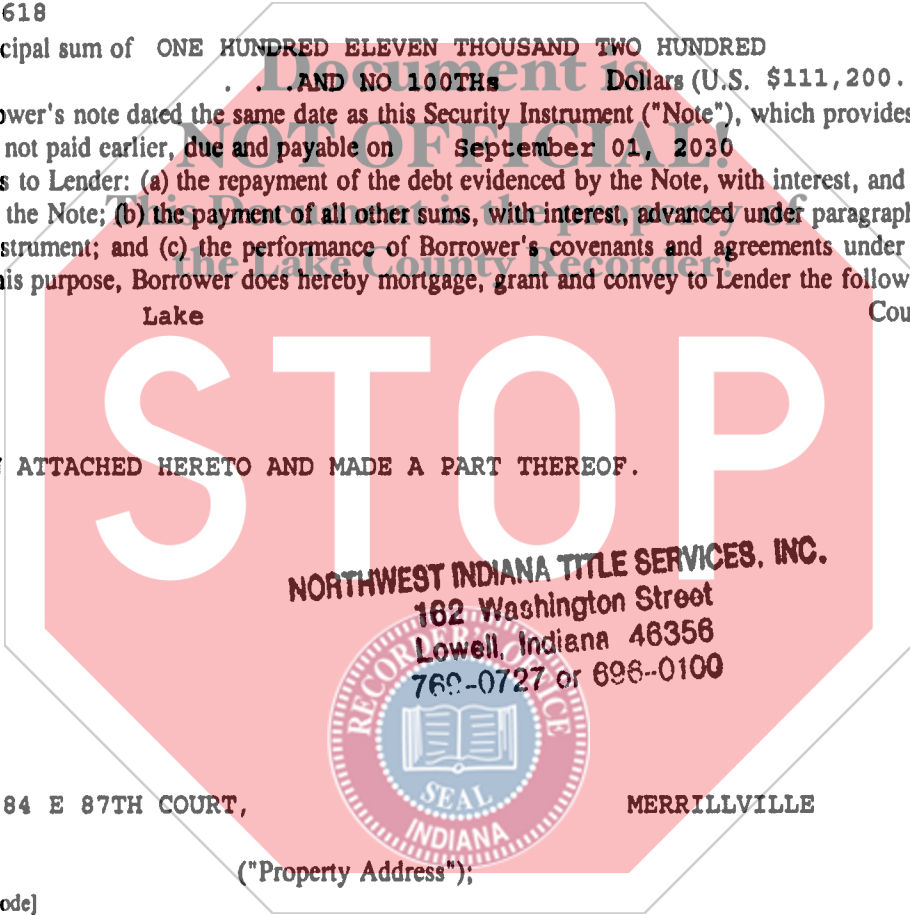 618
cipal sum of ONE HUNDRED ELEVEN THOUSAND TWO HUNDRED
Document is
. . .AND NO 100THs Dollars (U.S. $111,200.
ower's note dated the same date as this Security Instrument ("Note"), which provides
NOT OFFICIAL!
not paid earlier, due and payable on September 01, 2030
s to Lender: (a) the repayment of the debt evidenced by the Note, with interest, and
This Document is the property of
the Note; (b) the payment of all other sums, with interest, advanced under paragraph
strument; and (c) the performance of Borrower's covenants and agreements under
the Lake County Recorder!
is purpose, Borrower does hereby mortgage, grant and convey to Lender the follow
Lake Cou
STOP
ATTACHED HERETO AND MADE A PART THEREOF.
NORTHWEST INDIANA TITLE SERVICES, INC.
162 Washington Street
Lowell, Indiana 46356
769-0727 or 696-0100
RECORDER'S OFFICE
SEAL
INDIANA
84 E 87TH COURT, MERRILLVILLE
("Property Address");
ode]